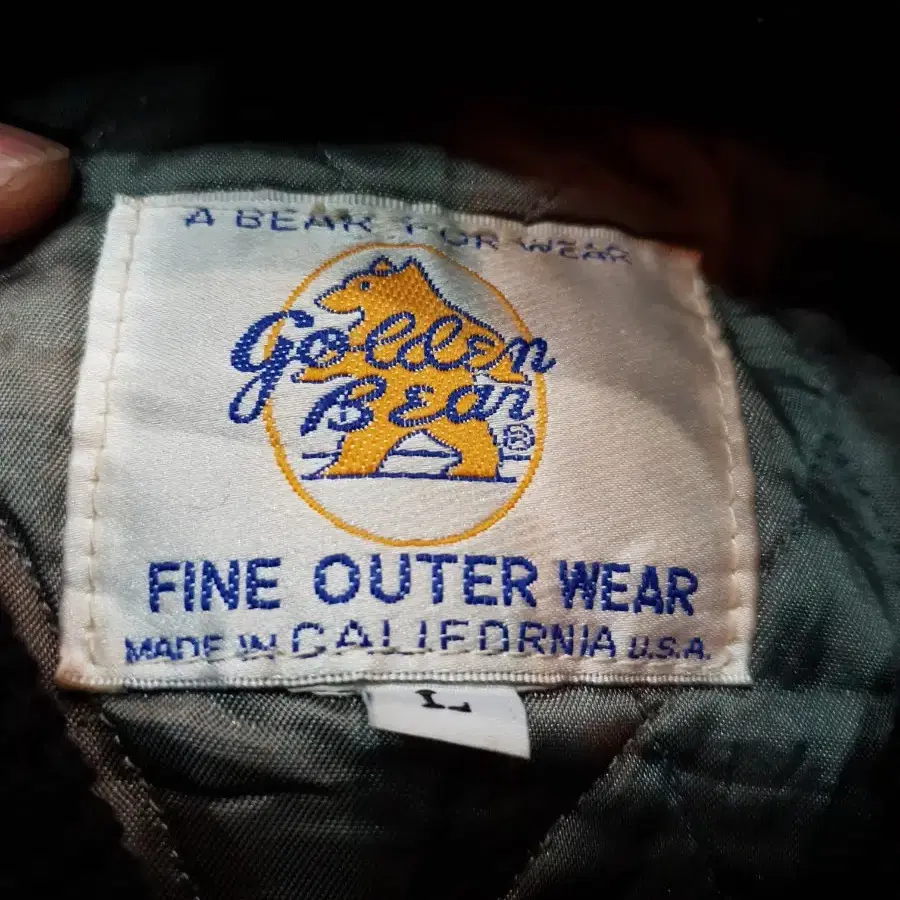 A BEAR FOR WEAR
Golden
Bear ®
FINE OUTER WEAR
MADE IN CALIFORNIA U.S.A.
L